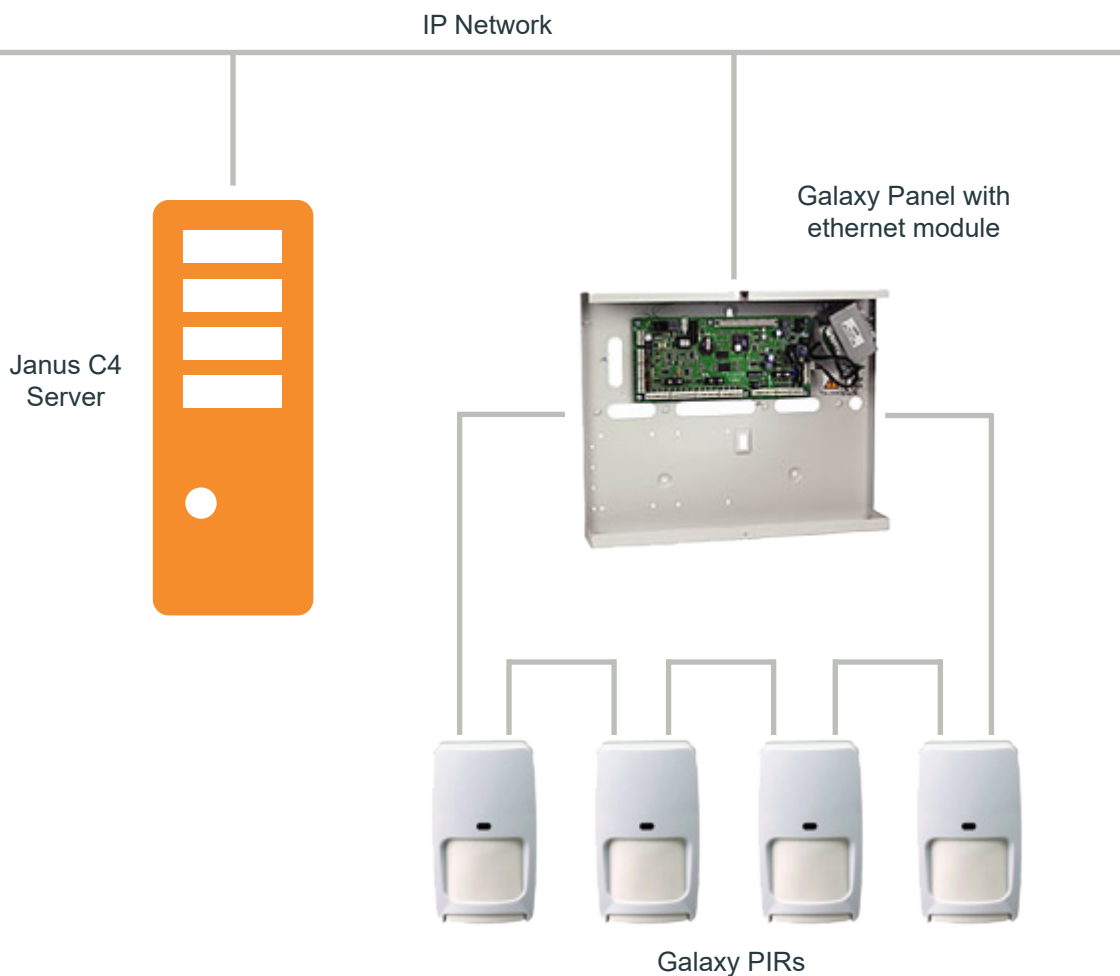 IP Network
Galaxy Panel with
ethernet module
Janus C4
Server
Galaxy PIRs